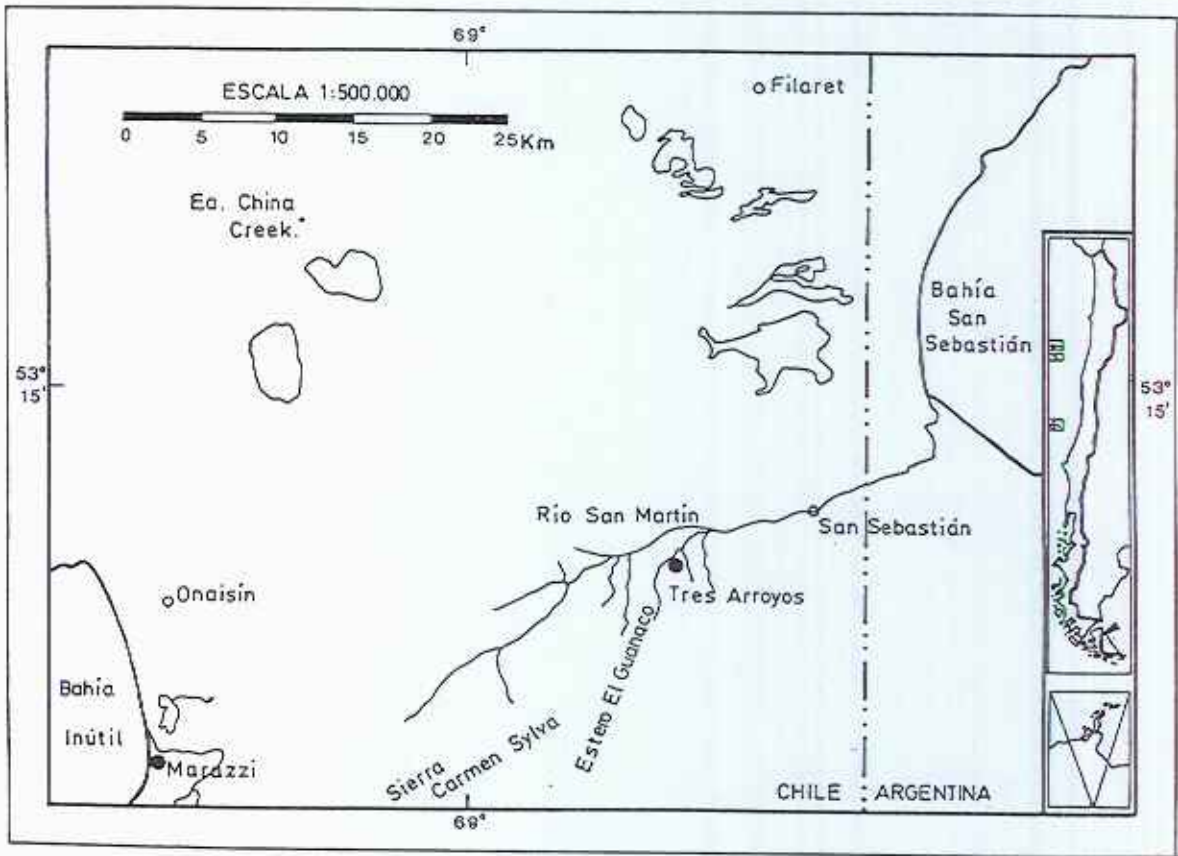 69°
ESCALA 1:500.000
0 5 10 15 20 25Km
Filaret
Ea. China
Creek.
Bahía
San
Sebastián
53°
15'
53°
15'
Río San Martín
San Sebastián
Onaisín
Tres Arroyos
Estero El Guanaco
Bahía
Inútil
Marazzi
Sierra
Carmen Sylva
CHILE ARGENTINA
69°